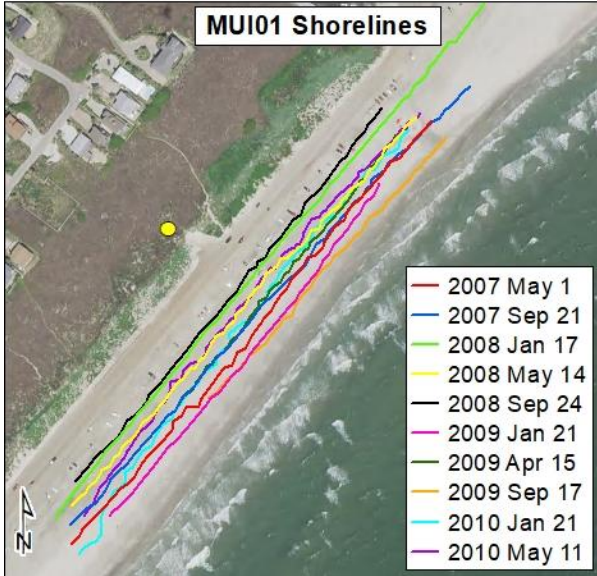 MUI01 Shorelines
2007 May 1
2007 Sep 21
2008 Jan 17
2008 May 14
2008 Sep 24
2009 Jan 21
2009 Apr 15
2009 Sep 17
2010 Jan 21
2010 May 11
N